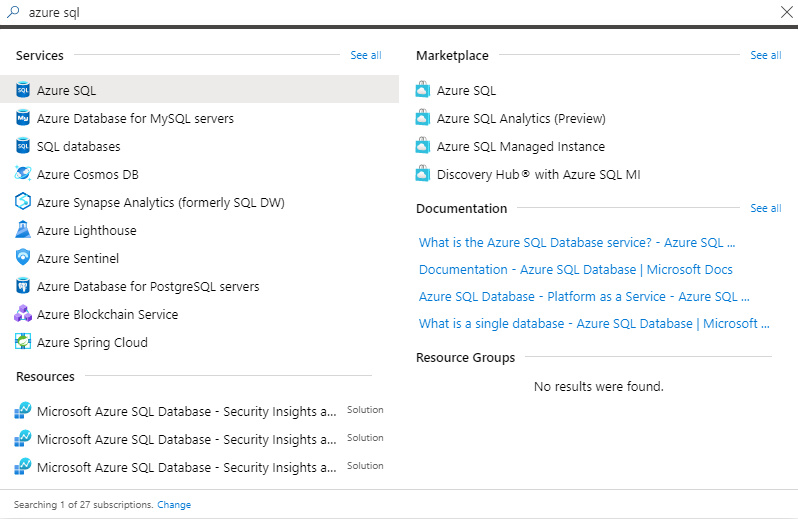 azure sql
Services
See all
Azure SQL
Azure Database for MySQL servers
SQL databases
Azure Cosmos DB
Azure Synapse Analytics (formerly SQL DW)
Azure Lighthouse
Azure Sentinel
Azure Database for PostgreSQL servers
Azure Blockchain Service
Azure Spring Cloud
Resources
Microsoft Azure SQL Database - Security Insights a... Solution
Microsoft Azure SQL Database - Security Insights a... Solution
Microsoft Azure SQL Database - Security Insights a... Solution
Marketplace
See all
Azure SQL
Azure SQL Analytics (Preview)
Azure SQL Managed Instance
Discovery Hub® with Azure SQL MI
Documentation
See all
What is the Azure SQL Database service? - Azure SQL ...
Documentation - Azure SQL Database | Microsoft Docs
Azure SQL Database - Platform as a Service - Azure SQL ...
What is a single database - Azure SQL Database | Microsoft ...
Resource Groups
No results were found.
Searching 1 of 27 subscriptions. Change